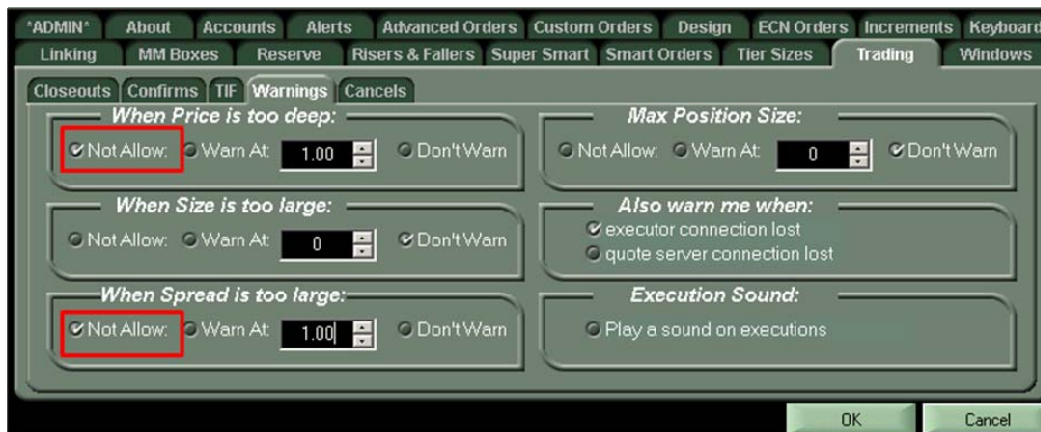 *ADMIN* About Accounts Alerts Advanced Orders Custom Orders Design ECN Orders Increments Keyboard
Linking MM Boxes Reserve Risers & Fallers Super Smart Smart Orders Tier Sizes Trading Windows
Closeouts Confirms TIF Warnings Cancels
When Price is too deep:
Not Allow: Warn At: 1.00 Don't Warn
Max Position Size:
Not Allow: Warn At: 0 Don't Warn
When Size is too large:
Not Allow: Warn At: 0 Don't Warn
Also warn me when:
executor connection lost
quote server connection lost
When Spread is too large:
Not Allow: Warn At: 1.00 Don't Warn
Execution Sound:
Play a sound on executions
OK Cancel